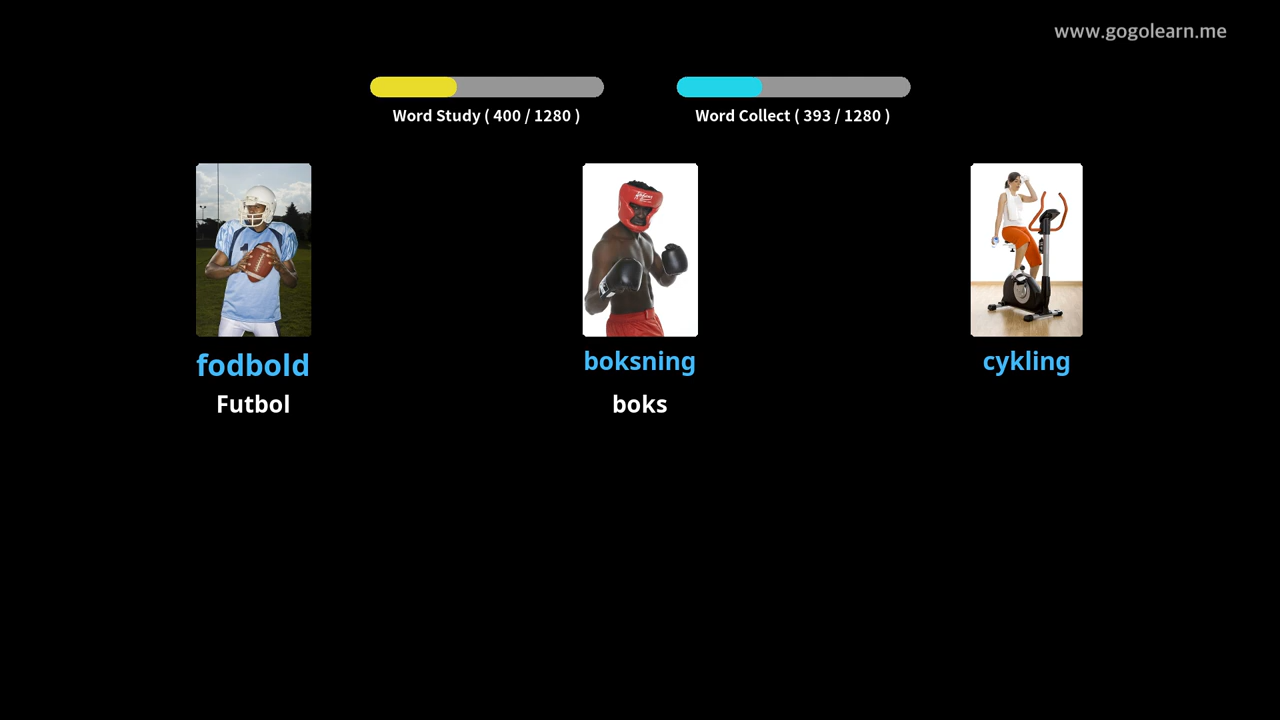 www.gogolearn.me
Word Study ( 400 / 1280 )
Word Collect ( 393 / 1280 )
fodbold
boksning
cykling
Futbol
boks